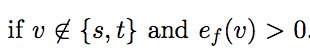 if v ∉ {s, t} and e_f(v) > 0.